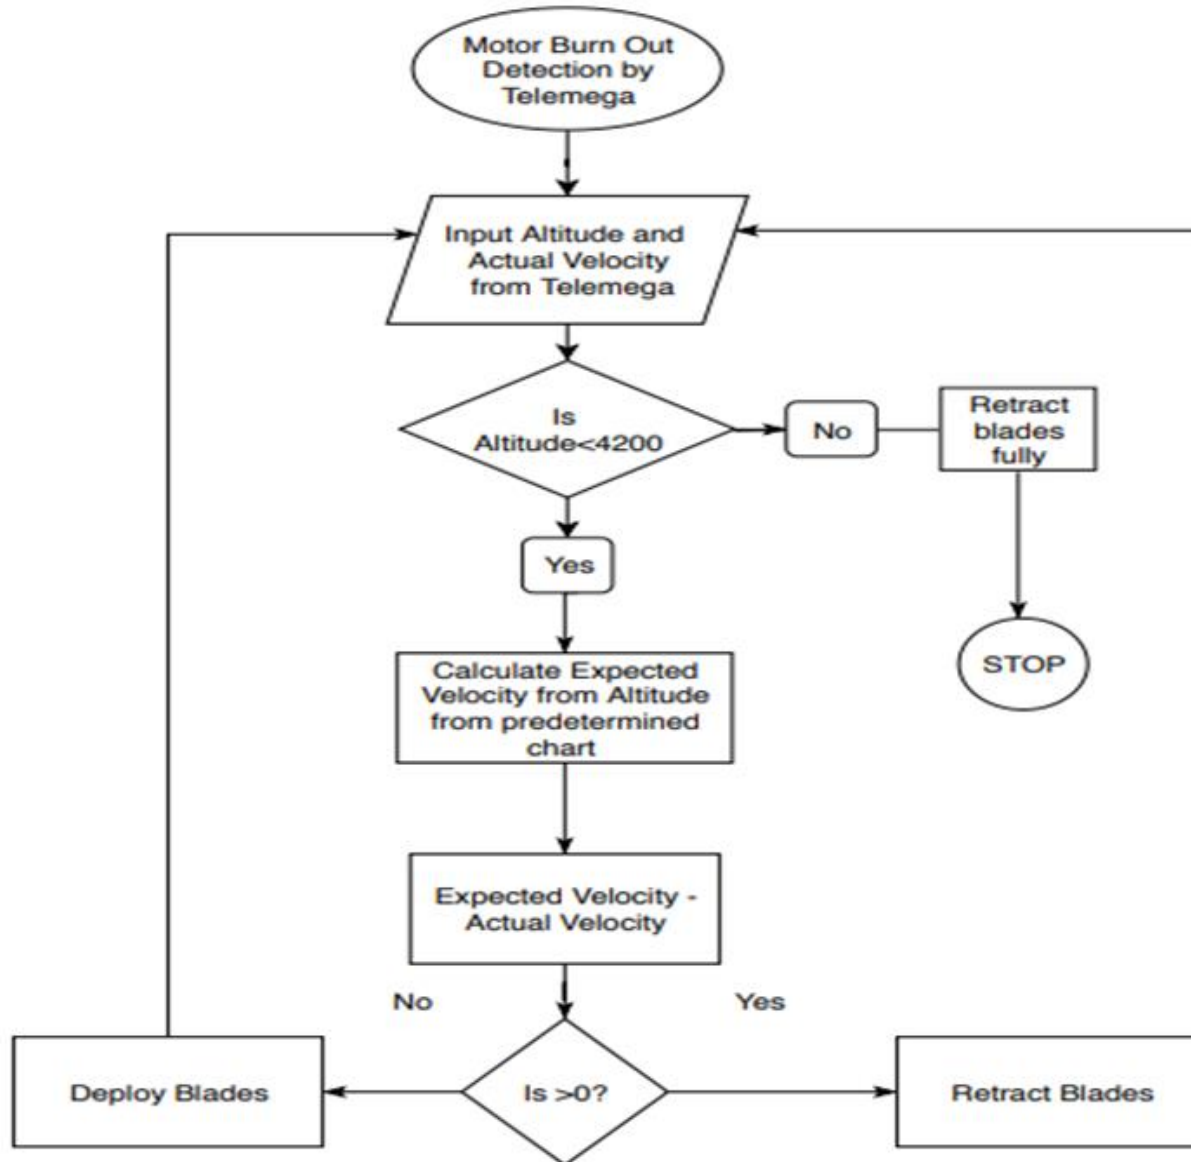 Motor Burn Out
Detection by
Telemega
Input Altitude and
Actual Velocity
from Telemega
Is
Altitude<4200
No
Retract
blades
fully
Yes
STOP
Calculate Expected
Velocity from Altitude
from predetermined
chart
Expected Velocity -
Actual Velocity
No
Yes
Deploy Blades
Is >0?
Retract Blades